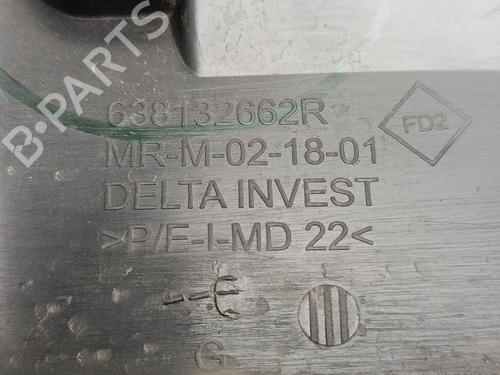 638132662R
FD2
MR-M-02-18-01
DELTA INVEST
>P/E-I-MD 22<
G
B-PARTS